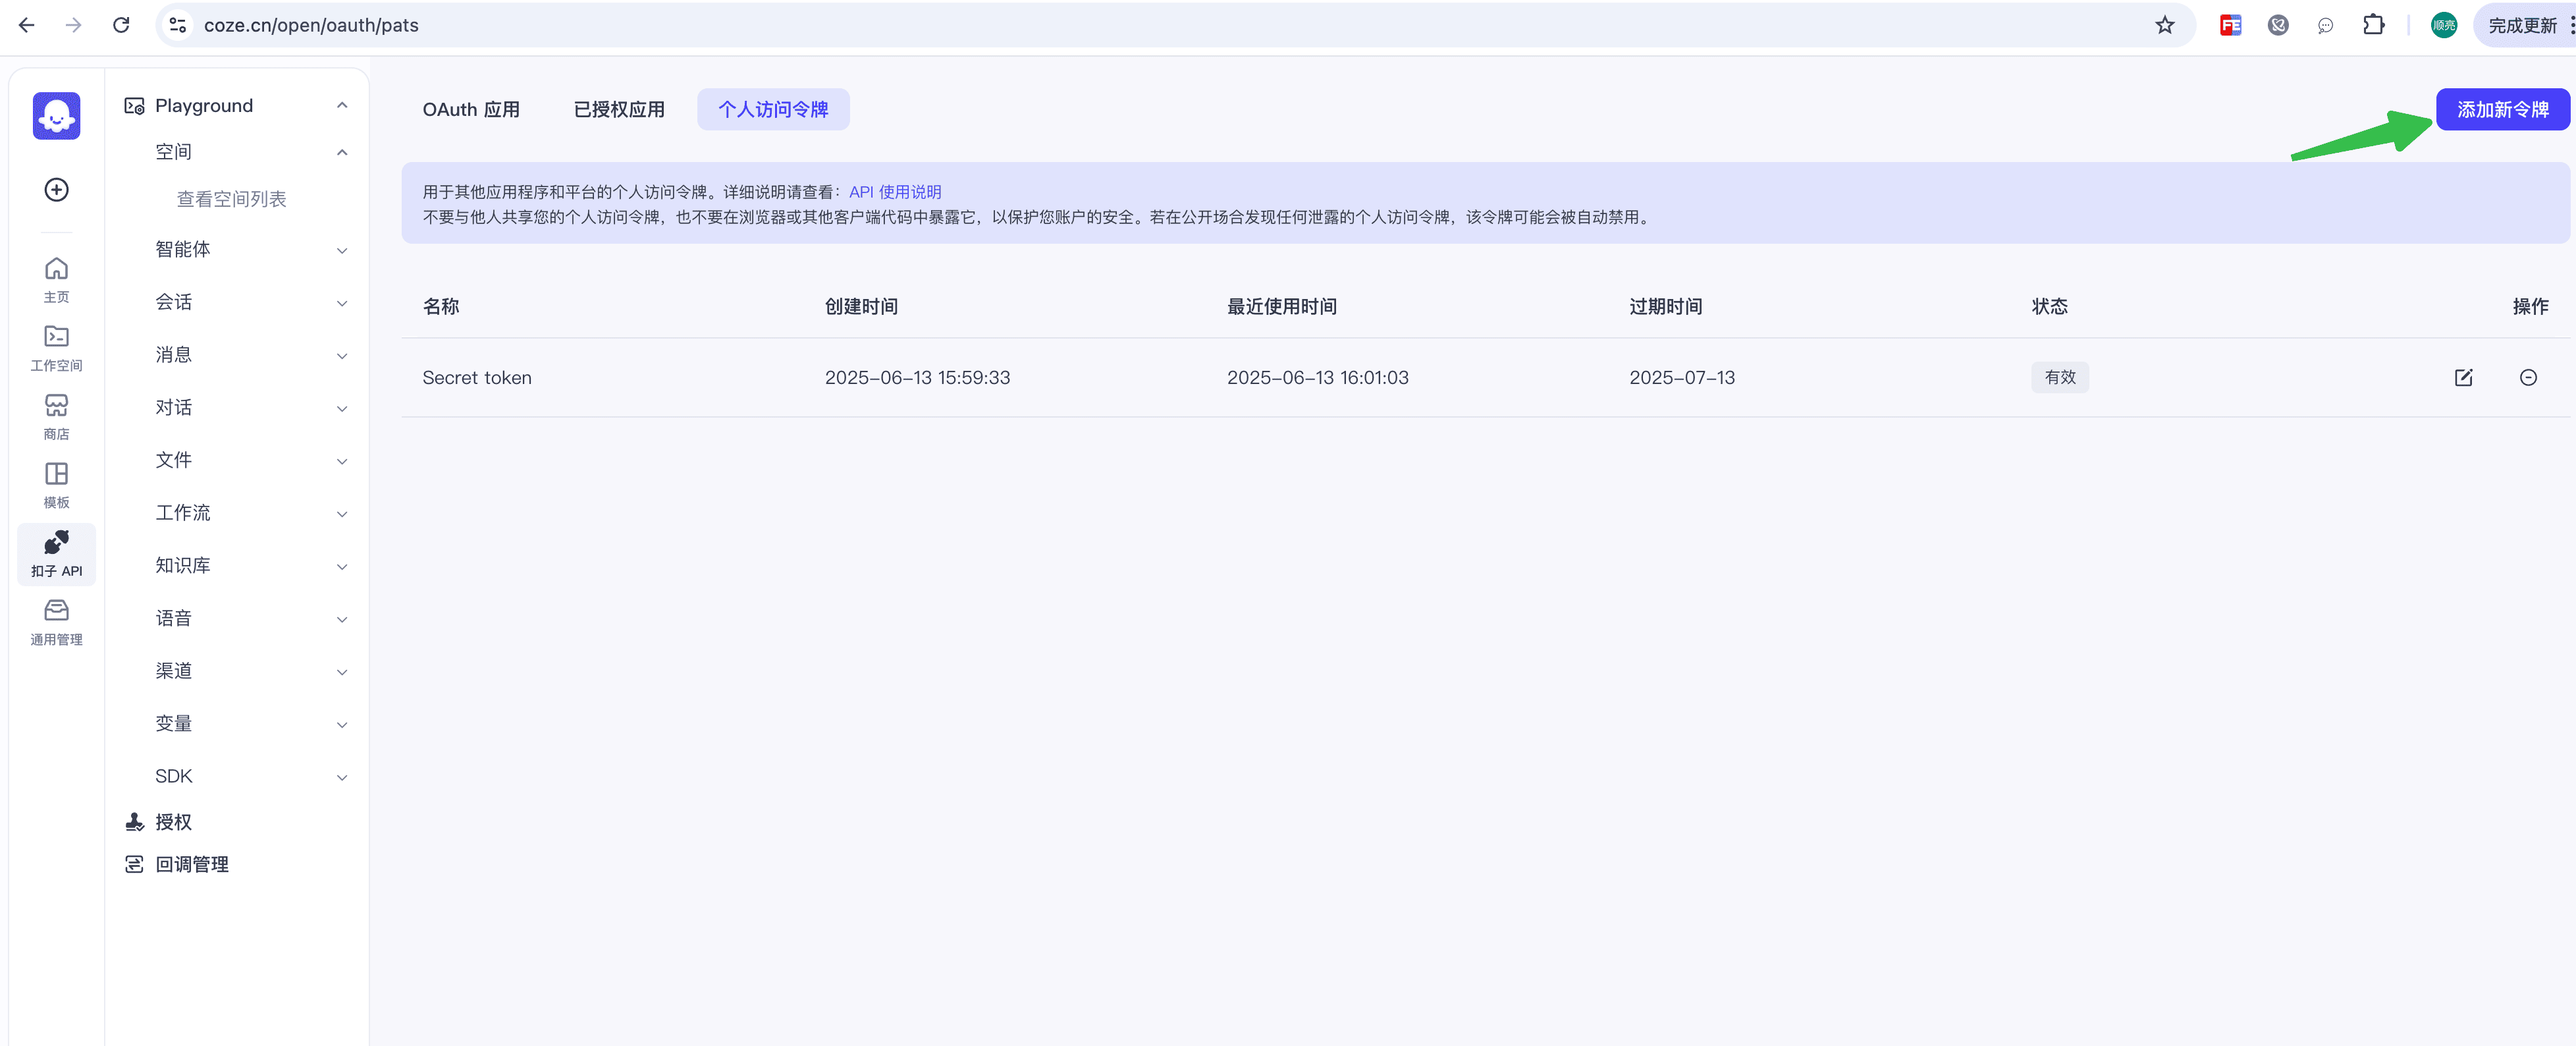 coze.cn/open/oauth/pats
FE
顺亮
完成更新
Playground
空间
查看空间列表
智能体
会话
消息
对话
文件
工作流
知识库
语音
渠道
变量
SDK
授权
回调管理
主页
工作空间
商店
模板
扣子 API
通用管理
OAuth 应用
已授权应用
个人访问令牌
添加新令牌
用于其他应用程序和平台的个人访问令牌。详细说明请查看：API 使用说明
不要与他人共享您的个人访问令牌，也不要在浏览器或其他客户端代码中暴露它，以保护您账户的安全。若在公开场合发现任何泄露的个人访问令牌，该令牌可能会被自动禁用。
名称 创建时间 最近使用时间 过期时间 状态 操作
Secret token 2025-06-13 15:59:33 2025-06-13 16:01:03 2025-07-13 有效